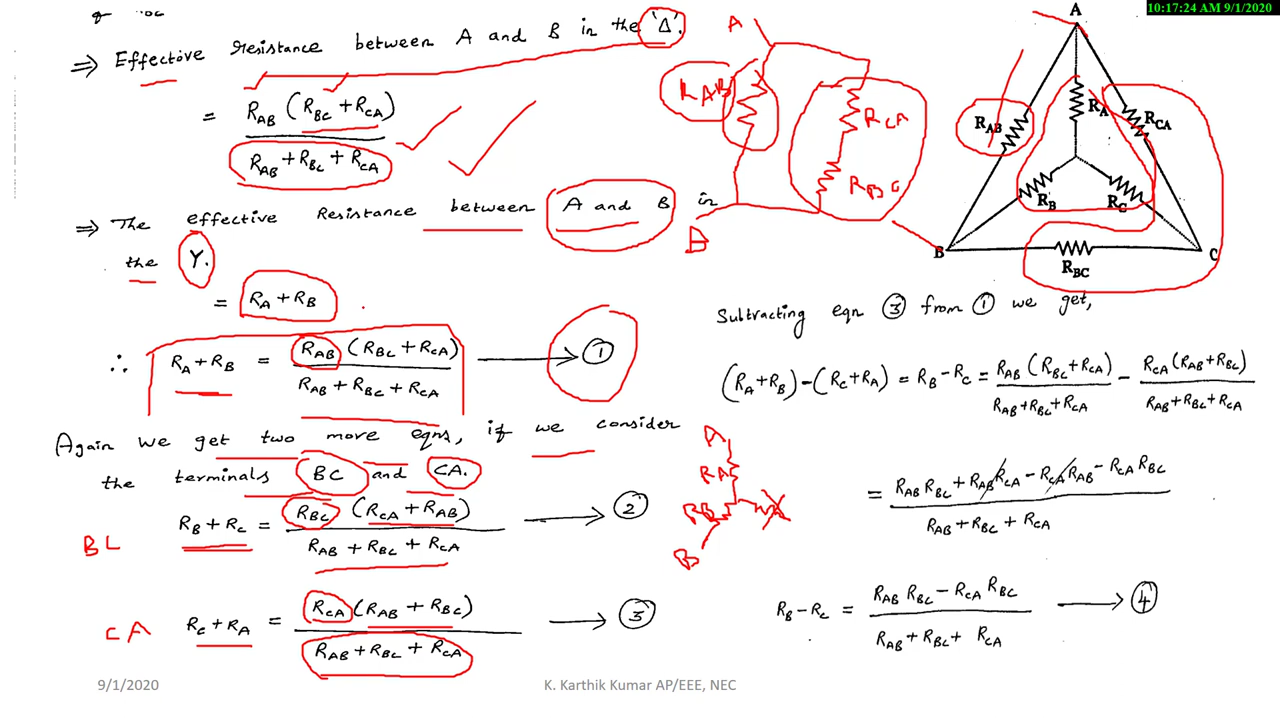 10:17:24 AM 9/1/2020
⇒ Effective resistance between A and B in the 'Δ'.
= R_AB (R_BC + R_CA) / (R_AB + R_BC + R_CA)
⇒ The effective Resistance between A and B in
the Y.
= R_A + R_B
∴ R_A + R_B = R_AB (R_BC + R_CA) / (R_AB + R_BC + R_CA) → ①
Again we get two more eqns, if we consider
the terminals BC and CA.
BC R_B + R_C = R_BC (R_CA + R_AB) / (R_AB + R_BC + R_CA) → ②
CA R_C + R_A = R_CA (R_AB + R_BC) / (R_AB + R_BC + R_CA) → ③
A
R_AB
R_CA
R_BC
B
A
R_AB
R_A
R_CA
R_B
R_C
B
C
R_BC
A
RA
RB
B
Subtracting eqn ③ from ① we get,
(R_A + R_B) - (R_C + R_A) = R_B - R_C = R_AB (R_BC + R_CA) / (R_AB + R_BC + R_CA) - R_CA (R_AB + R_BC) / (R_AB + R_BC + R_CA)
= R_AB R_BC + R_AB R_CA - R_CA R_AB - R_CA R_BC / (R_AB + R_BC + R_CA)
R_B - R_C = R_AB R_BC - R_CA R_BC / (R_AB + R_BC + R_CA) → ④
9/1/2020
K. Karthik Kumar AP/EEE, NEC